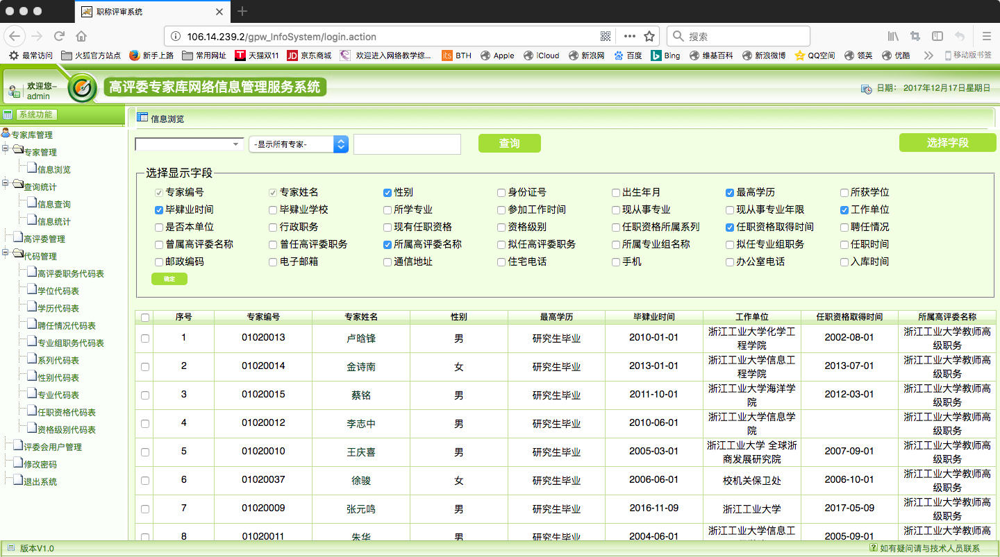 职称评审系统
106.14.239.2/gpw_InfoSystem/login.action
搜索
最常访问 火狐官方站点 新手上路 常用网址 天猫双11 京东商城 欢迎进入网络教学综... BTH Apple iCloud 新浪网 百度 Bing 维基百科 新浪微博 QQ空间 领英 优酷 移动版书签
欢迎您-
admin
高评委专家库网络信息管理服务系统
日期: 2017年12月17日星期日
系统功能
专家库管理
专家管理
信息浏览
查询统计
信息查询
信息统计
高评委管理
代码管理
高评委职务代码表
学位代码表
学历代码表
聘任情况代码表
专业组职务代码表
系列代码表
性别代码表
专业代码表
任职资格代码表
资格级别代码表
评委会用户管理
修改密码
退出系统
信息浏览
-显示所有专家- 查询 选择字段
选择显示字段
专家编号 专家姓名 性别 身份证号 出生年月 最高学历 所获学位
毕肄业时间 毕肄业学校 所学专业 参加工作时间 现从事专业 现从事专业年限 工作单位
是否本单位 行政职务 现有任职资格 资格级别 任职资格所属系列 任职资格取得时间 聘任情况
曾属高评委名称 曾任高评委职务 所属高评委名称 拟任高评委职务 所属专业组名称 拟任专业组职务 任职时间
邮政编码 电子邮箱 通信地址 住宅电话 手机 办公室电话 入库时间
确定
序号 专家编号 专家姓名 性别 最高学历 毕肄业时间 工作单位 任职资格取得时间 所属高评委名称
1 01020013 卢晗锋 男 研究生毕业 2010-01-01 浙江工业大学化学工程学院 2002-08-01 浙江工业大学教师高级职务
2 01020014 金诗南 女 研究生毕业 2013-01-01 浙江工业大学信息工程学院 2013-07-01 浙江工业大学教师高级职务
3 01020015 蔡铭 男 研究生毕业 2011-10-01 浙江工业大学海洋学院 2012-03-01 浙江工业大学教师高级职务
4 01020012 李志中 男 研究生毕业 2010-06-01 浙江工业大学信息学院 浙江工业大学教师高级职务
5 01020010 王庆喜 男 研究生毕业 2005-03-01 浙江工业大学 全球浙商发展研究院 2007-09-01 浙江工业大学教师高级职务
6 01020037 徐骏 女 研究生毕业 2006-06-01 校机关保卫处 2006-10-01 浙江工业大学教师高级职务
7 01020009 张元鸣 男 研究生毕业 2016-11-09 浙江工业大学 2017-05-09 浙江工业大学教师高级职务
8 01020011 朱华 男 研究生毕业 2004-06-01 浙江工业大学信息工 2005-09-01 浙江工业大学教师高
版本V1.0
如有疑问请与技术人员联系